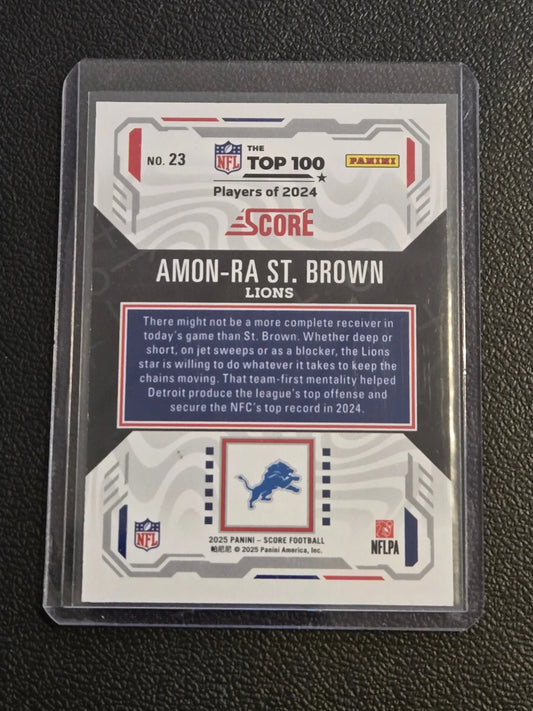 NO. 23
NFL
THE
TOP 100
Players of 2024
PANINI
SCORE
AMON-RA ST. BROWN
LIONS
There might not be a more complete receiver in
today's game than St. Brown. Whether deep or
short, on jet sweeps or as a blocker, the Lions
star is willing to do whatever it takes to keep the
chains moving. That team-first mentality helped
Detroit produce the league's top offense and
secure the NFC's top record in 2024.
NFL
2025 PANINI – SCORE FOOTBALL
帕尼尼 © 2025 Panini America, Inc.
NFLPA